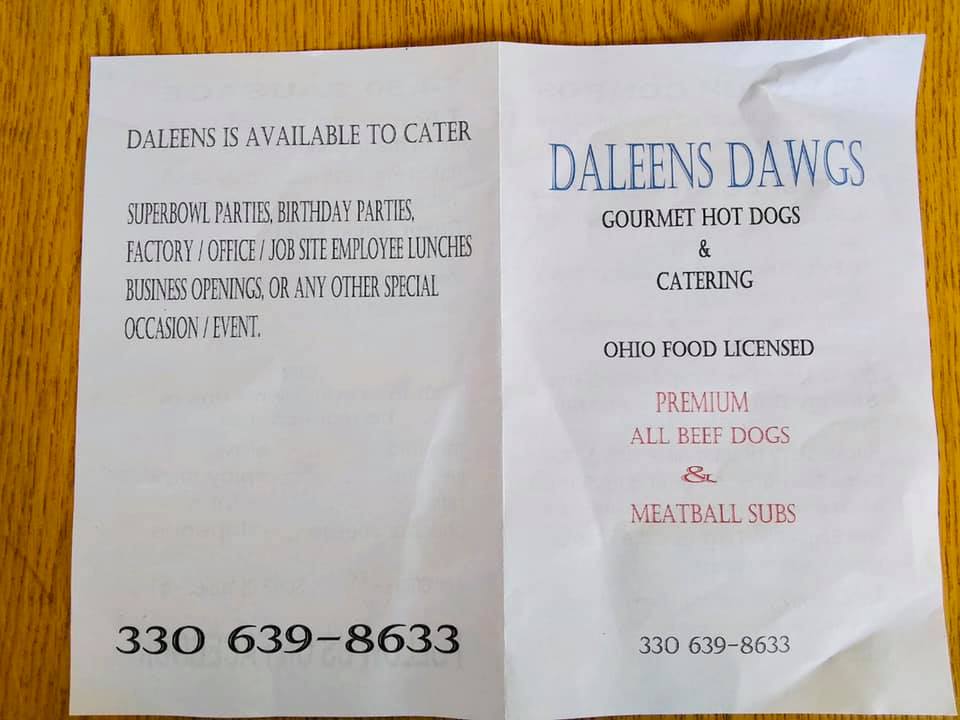 DALEENS IS AVAILABLE TO CATER
SUPERBOWL PARTIES, BIRTHDAY PARTIES,
FACTORY / OFFICE / JOB SITE EMPLOYEE LUNCHES
BUSINESS OPENINGS, OR ANY OTHER SPECIAL
OCCASION / EVENT.
330 639-8633
DALEENS DAWGS
GOURMET HOT DOGS
&
CATERING
OHIO FOOD LICENSED
PREMIUM
ALL BEEF DOGS
&
MEATBALL SUBS
330 639-8633